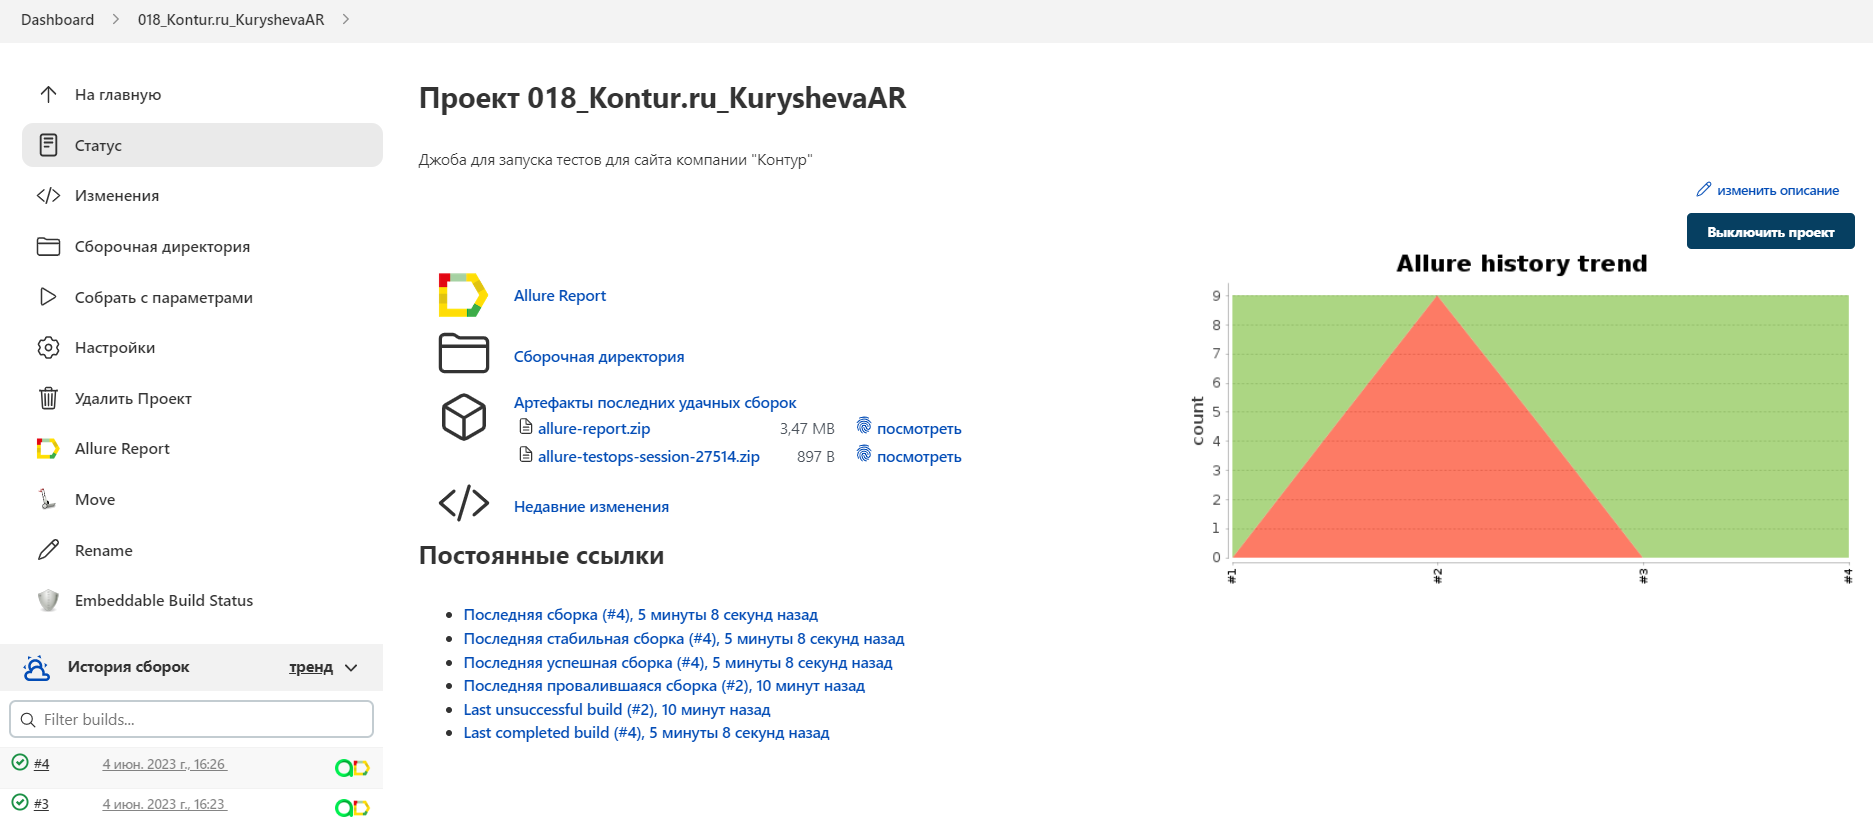 Dashboard
018_Kontur.ru_KuryshevaAR
На главную
Статус
Изменения
Сборочная директория
Собрать с параметрами
Настройки
Удалить Проект
Allure Report
Move
Rename
Embeddable Build Status
История сборок
тренд
Filter builds...
#4
4 июн. 2023 г., 16:26
#3
4 июн. 2023 г., 16:23
Проект 018_Kontur.ru_KuryshevaAR
Джоба для запуска тестов для сайта компании "Контур"
изменить описание
Выключить проект
Allure Report
Сборочная директория
Артефакты последних удачных сборок
allure-report.zip 3,47 MB посмотреть
allure-testops-session-27514.zip 897 B посмотреть
Недавние изменения
Постоянные ссылки
Последняя сборка (#4), 5 минуты 8 секунд назад
Последняя стабильная сборка (#4), 5 минуты 8 секунд назад
Последняя успешная сборка (#4), 5 минуты 8 секунд назад
Последняя провалившаяся сборка (#2), 10 минут назад
Last unsuccessful build (#2), 10 минут назад
Last completed build (#4), 5 минуты 8 секунд назад
Allure history trend
count
9
8
7
6
5
4
3
2
1
0
#1
#2
#3
#4